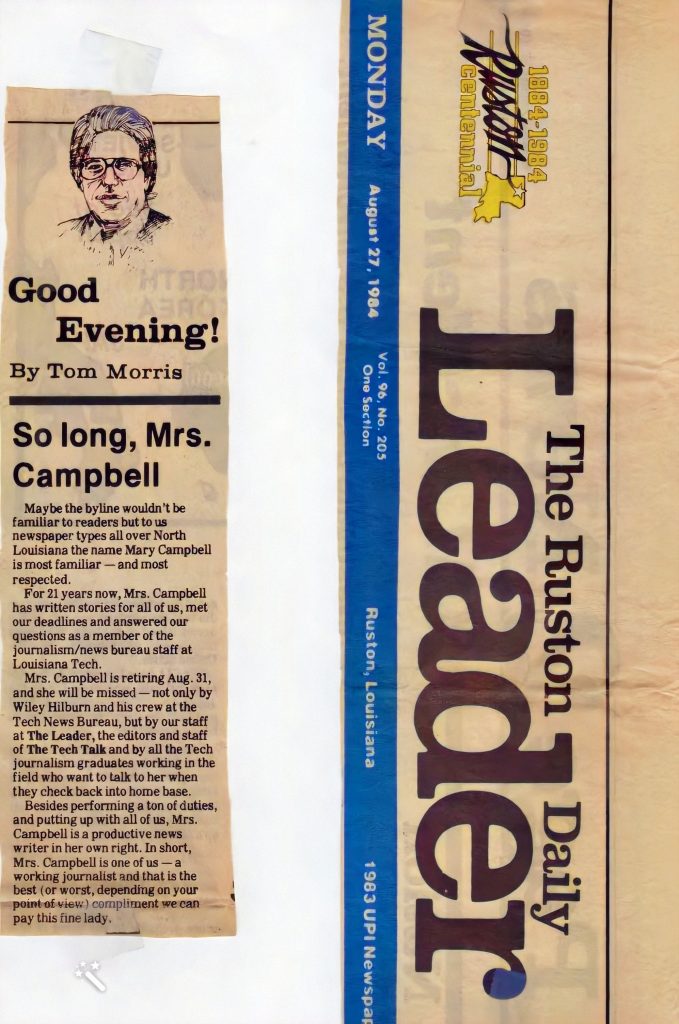 Good
Evening!
By Tom Morris
So long, Mrs.
Campbell
Maybe the byline wouldn't be
familiar to readers but to us
newspaper types all over North
Louisiana the name Mary Campbell
is most familiar — and most
respected.
For 21 years now, Mrs. Campbell
has written stories for all of us, met
our deadlines and answered our
questions as a member of the
journalism/news bureau staff at
Louisiana Tech.
Mrs. Campbell is retiring Aug. 31,
and she will be missed — not only by
Wiley Hilburn and his crew at the
Tech News Bureau, but by our staff
at The Leader, the editors and staff
of The Tech Talk and by all the Tech
journalism graduates working in the
field who want to talk to her when
they check back into home base.
Besides performing a ton of duties,
and putting up with all of us, Mrs.
Campbell is a productive news
writer in her own right. In short,
Mrs. Campbell is one of us — a
working journalist and that is the
best (or worst, depending on your
point of view) compliment we can
pay this fine lady.
1884-1984
Ruston
Centennial
The Ruston Daily
Leader
MONDAY
August 27, 1984
Vol. 96, No. 205
One Section
Ruston, Louisiana
1983 UPI Newspap